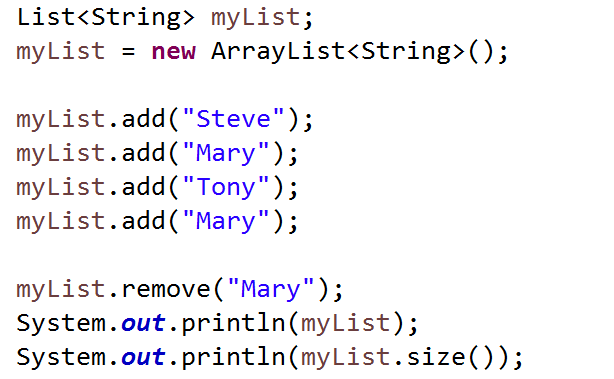 List<String> myList;
myList = new ArrayList<String>();
myList.add("Steve");
myList.add("Mary");
myList.add("Tony");
myList.add("Mary");
myList.remove("Mary");
System.out.println(myList);
System.out.println(myList.size());